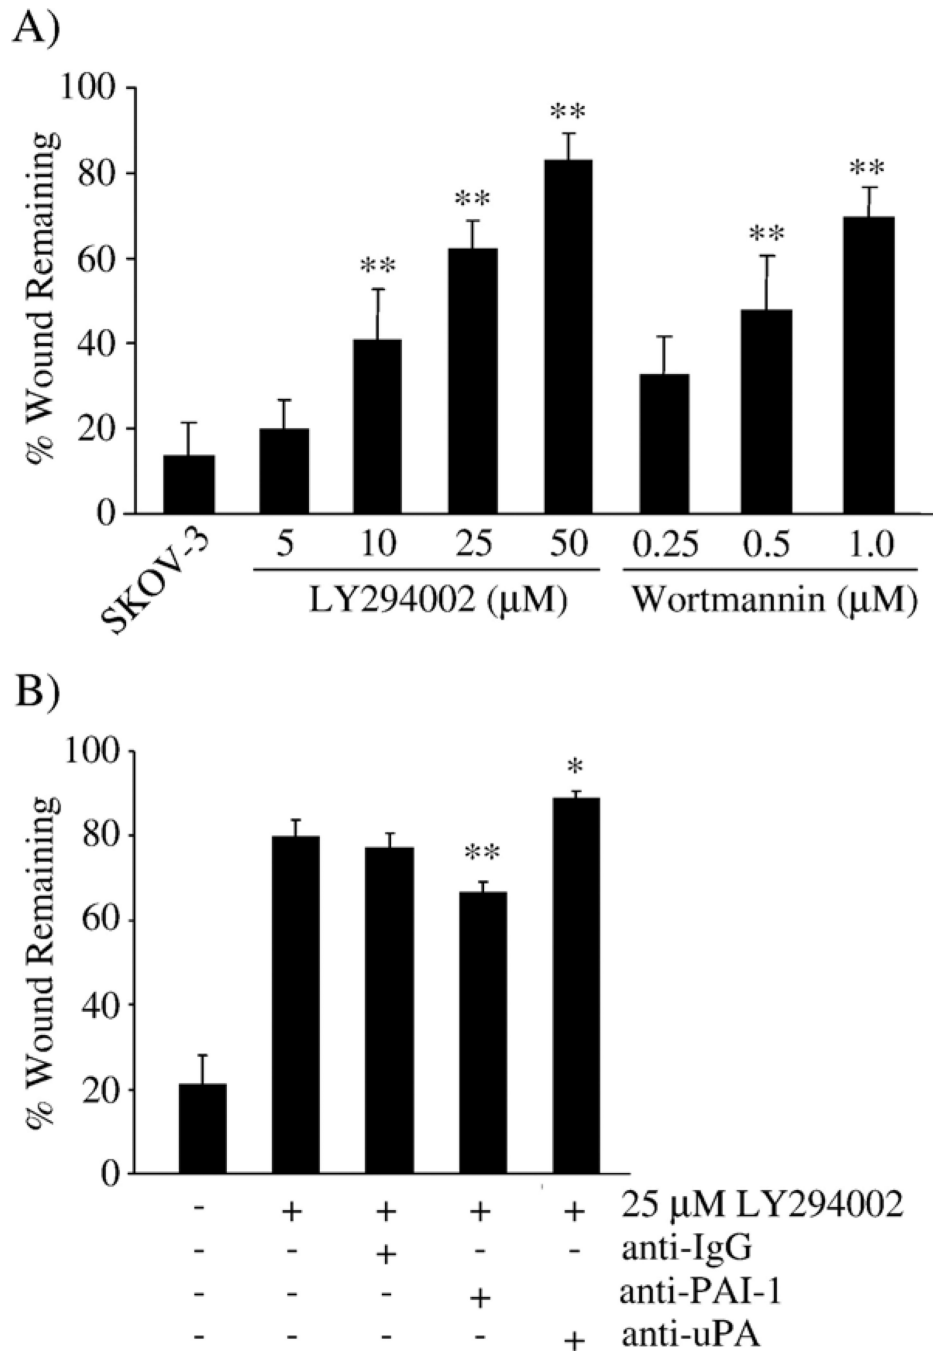 A)
% Wound Remaining
100
80
60
40
20
0
**
**
**
**
**
SKOV-3
5 10 25 50 0.25 0.5 1.0
LY294002 (μM) Wortmannin (μM)
B)
% Wound Remaining
100
80
60
40
20
0
**
*
- + + + + 25 μM LY294002
- - + - - anti-IgG
- - - + - anti-PAI-1
- - - - + anti-uPA